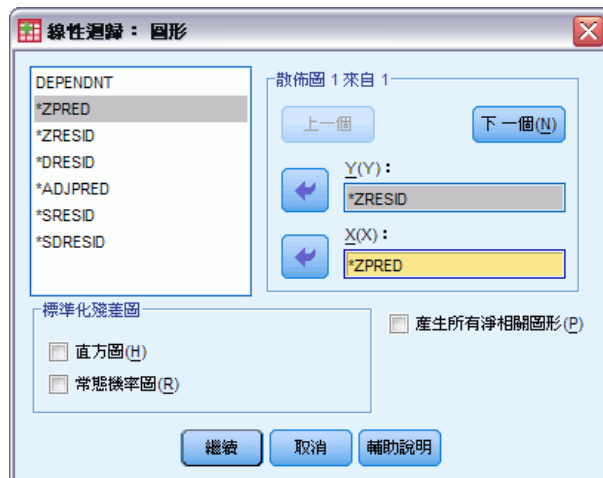 線性迴歸： 圖形
DEPENDNT
*ZPRED
*ZRESID
*DRESID
*ADJPRED
*SRESID
*SDRESID
散佈圖 1 來自 1
上一個
下一個(N)
Y(Y)：
*ZRESID
X(X)：
*ZPRED
標準化殘差圖
直方圖(H)
常態機率圖(R)
產生所有淨相關圖形(P)
繼續
取消
輔助說明